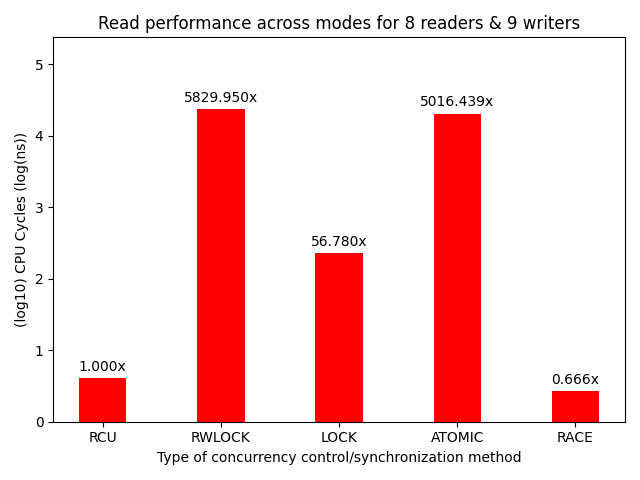 Read performance across modes for 8 readers & 9 writers
(log10) CPU Cycles (log(ns))
5
4
3
2
1
0
1.000x
5829.950x
56.780x
5016.439x
0.666x
RCU
RWLOCK
LOCK
ATOMIC
RACE
Type of concurrency control/synchronization method